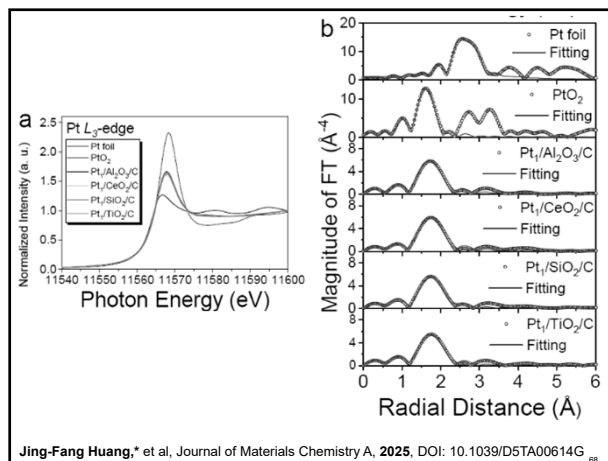 a
Pt L3-edge
Pt foil
PtO2
Pt1/Al2O3/C
Pt1/CeO2/C
Pt1/SiO2/C
Pt1/TiO2/C
Normalized Intensity (a. u.)
2.5
2.0
1.5
1.0
0.5
0.0
11540 11550 11560 11570 11580 11590 11600
Photon Energy (eV)
b
Magnitude of FT (Å-4)
20
10
0
Pt foil
Fitting
10
5
0
PtO2
Fitting
8
4
0
Pt1/Al2O3/C
Fitting
8
4
0
Pt1/CeO2/C
Fitting
8
4
0
Pt1/SiO2/C
Fitting
8
4
0
Pt1/TiO2/C
Fitting
0 1 2 3 4 5 6
Radial Distance (Å)
Jing-Fang Huang,* et al, Journal of Materials Chemistry A, 2025, DOI: 10.1039/D5TA00614G
68